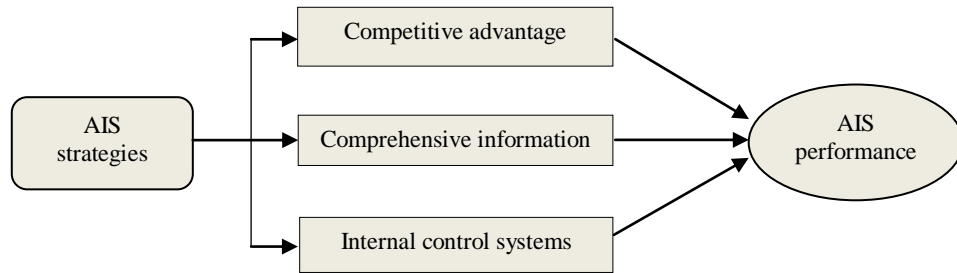 Competitive advantage
AIS
strategies
Comprehensive information
AIS
performance
Internal control systems